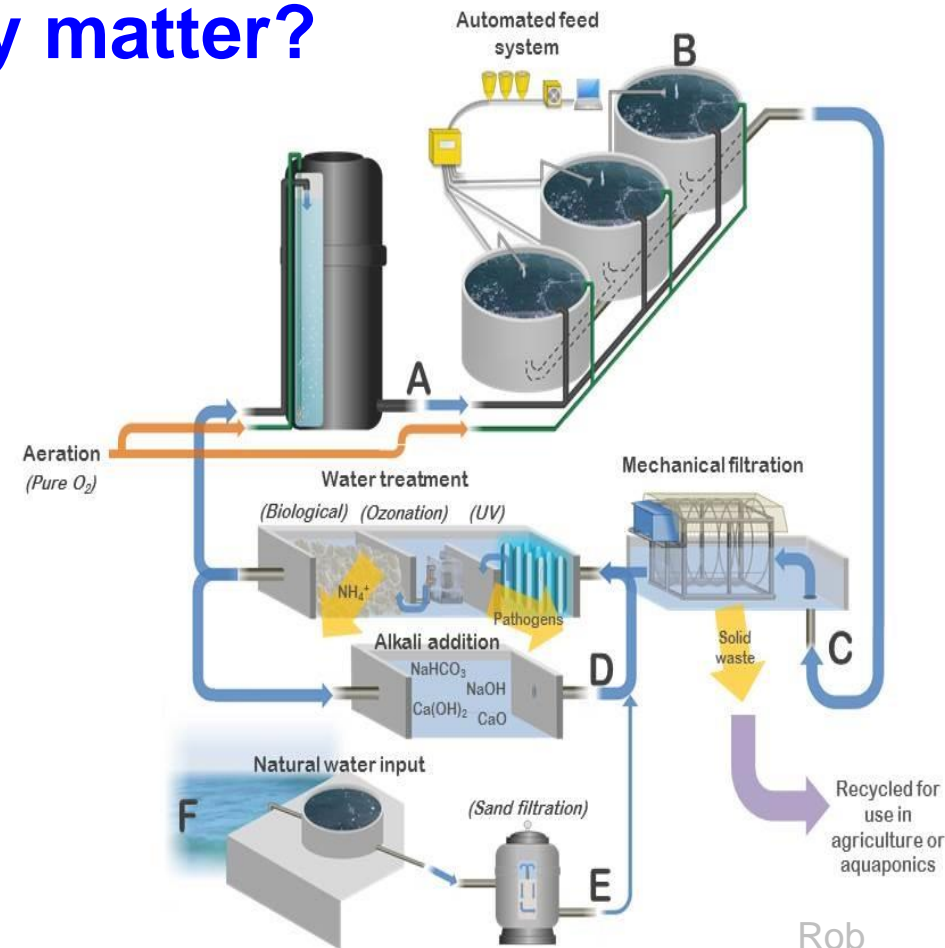 y matter?
Automated feed
system
B
A
Aeration
(Pure O₂)
Water treatment
(Biological) (Ozonation) (UV)
Mechanical filtration
NH₄⁺
Pathogens
Solid
waste
C
Alkali addition
NaHCO₃
NaOH
Ca(OH)₂
CaO
D
Natural water input
F
(Sand filtration)
E
Recycled for
use in
agriculture or
aquaponics
Rob